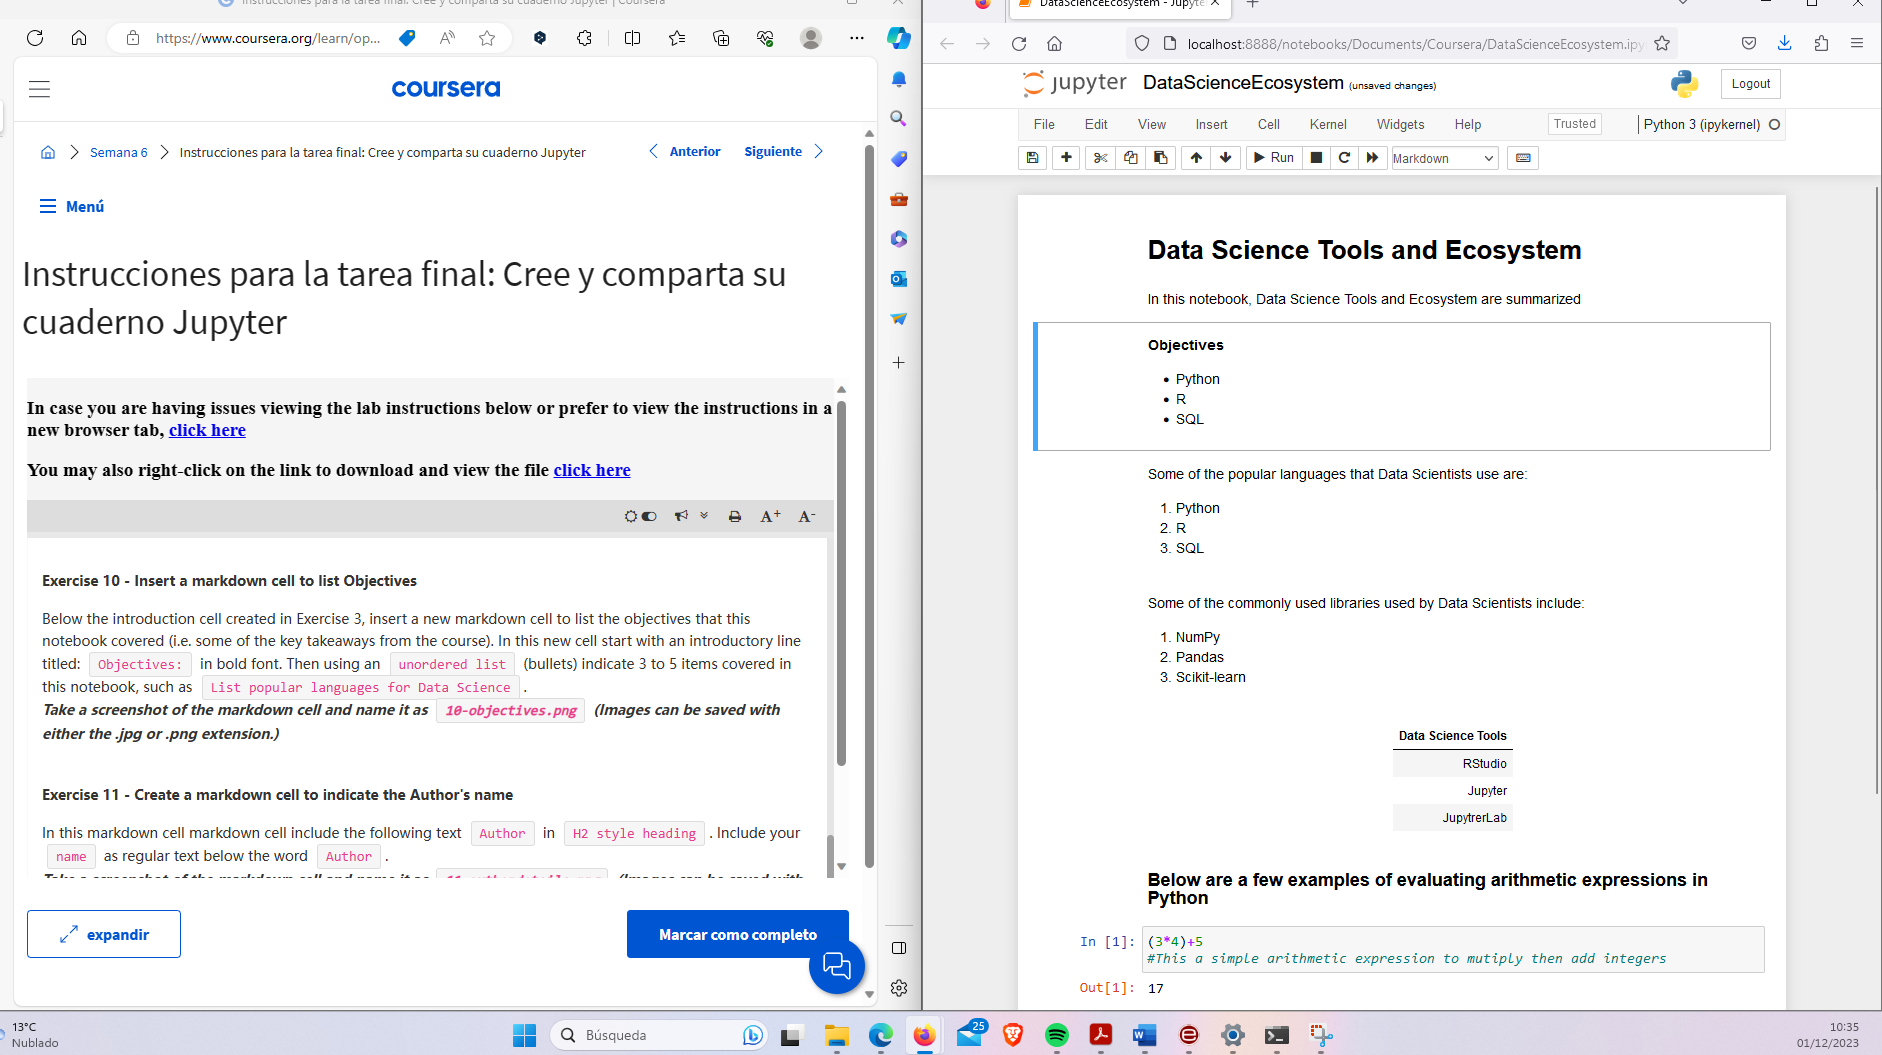 Instrucciones para la tarea final: Cree y comparta su cuaderno Jupyter | Coursera
https://www.coursera.org/learn/op...
coursera
Semana 6
Instrucciones para la tarea final: Cree y comparta su cuaderno Jupyter
Anterior
Siguiente
Menú
Instrucciones para la tarea final: Cree y comparta su
cuaderno Jupyter
In case you are having issues viewing the lab instructions below or prefer to view the instructions in a
new browser tab, click here
You may also right-click on the link to download and view the file click here
A+ A-
Exercise 10 - Insert a markdown cell to list Objectives
Below the introduction cell created in Exercise 3, insert a new markdown cell to list the objectives that this
notebook covered (i.e. some of the key takeaways from the course). In this new cell start with an introductory line
titled: Objectives: in bold font. Then using an unordered list (bullets) indicate 3 to 5 items covered in
this notebook, such as List popular languages for Data Science .
Take a screenshot of the markdown cell and name it as 10-objectives.png (Images can be saved with
either the .jpg or .png extension.)
Exercise 11 - Create a markdown cell to indicate the Author's name
In this markdown cell markdown cell include the following text Author in H2 style heading . Include your
name as regular text below the word Author .
Take a screenshot of the markdown cell and name it as (Images can be saved with
expandir
Marcar como completo
DataScienceEcosystem - Jupyte
localhost:8888/notebooks/Documents/Coursera/DataScienceEcosystem.ipy
jupyter DataScienceEcosystem (unsaved changes)
Logout
File Edit View Insert Cell Kernel Widgets Help
Trusted
Python 3 (ipykernel)
Run
Markdown
Data Science Tools and Ecosystem
In this notebook, Data Science Tools and Ecosystem are summarized
Objectives
• Python
• R
• SQL
Some of the popular languages that Data Scientists use are:
1. Python
2. R
3. SQL
Some of the commonly used libraries used by Data Scientists include:
1. NumPy
2. Pandas
3. Scikit-learn
Data Science Tools
RStudio
Jupyter
JupytrerLab
Below are a few examples of evaluating arithmetic expressions in
Python
In [1]: (3*4)+5
#This a simple arithmetic expression to mutiply then add integers
Out[1]: 17
13°C
Nublado
Búsqueda
25
10:35
01/12/2023